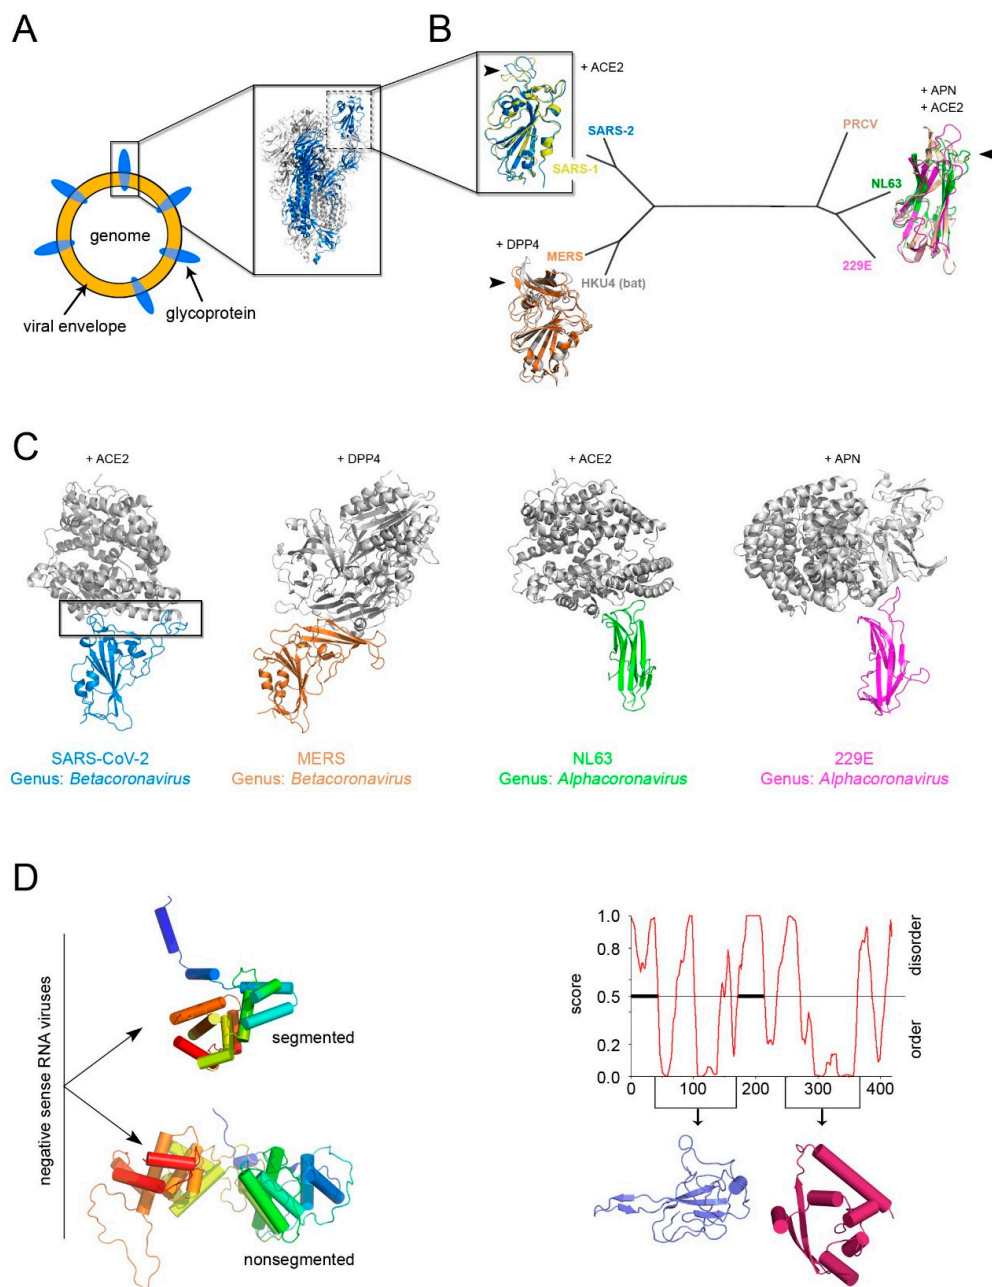 A
genome
viral envelope
glycoprotein
B
+ ACE2
SARS-2
SARS-1
+ DPP4
MERS
HKU4 (bat)
+ APN
+ ACE2
PRCV
NL63
229E
C
+ ACE2
+ DPP4
+ ACE2
+ APN
SARS-CoV-2
Genus: Betacoronavirus
MERS
Genus: Betacoronavirus
NL63
Genus: Alphacoronavirus
229E
Genus: Alphacoronavirus
D
negative sense RNA viruses
segmented
nonsegmented
score
1.0
0.8
0.5
0.2
0.0
0
100
200
300
400
disorder
order